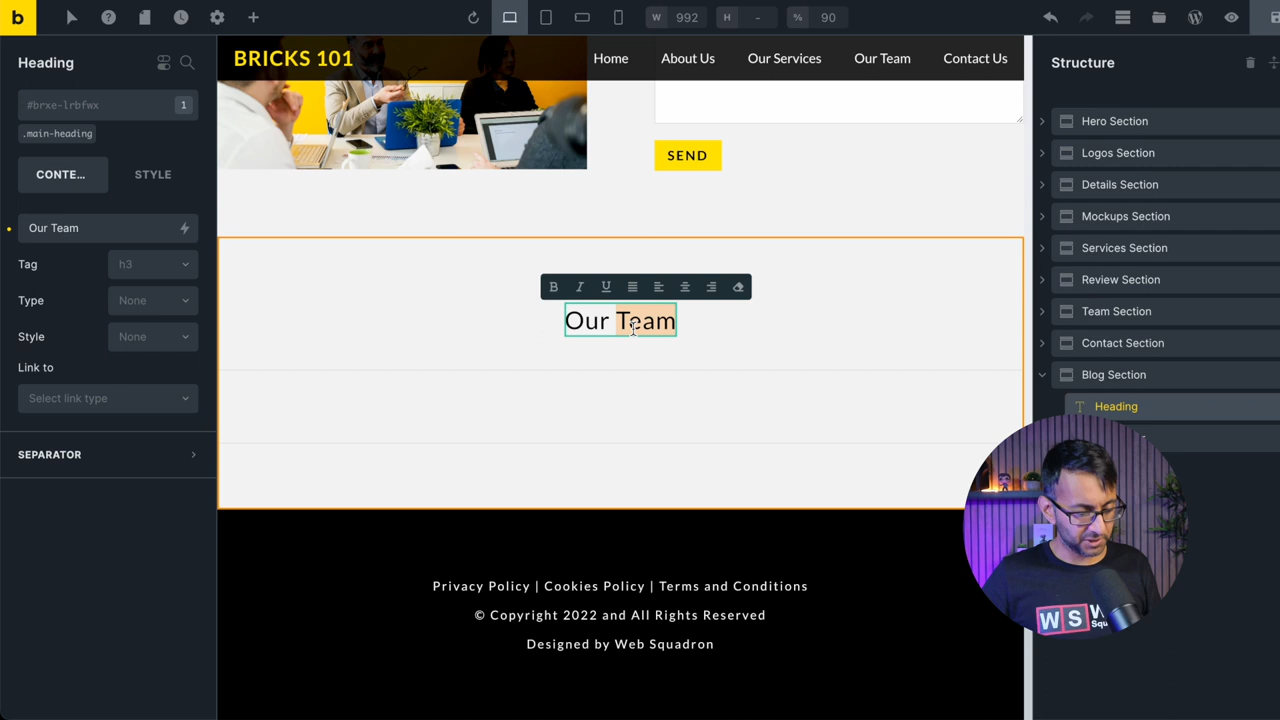 b
W 992 H - % 90
Heading
#brxe-lrbfwx 1
.main-heading
CONTE... STYLE
Our Team
Tag h3
Type None
Style None
Link to
Select link type
SEPARATOR
BRICKS 101
Home About Us Our Services Our Team Contact Us
SEND
B I U
Our Team
Privacy Policy | Cookies Policy | Terms and Conditions
© Copyright 2022 and All Rights Reserved
Designed by Web Squadron
Structure
Hero Section
Logos Section
Details Section
Mockups Section
Services Section
Review Section
Team Section
Contact Section
Blog Section
T Heading
WS